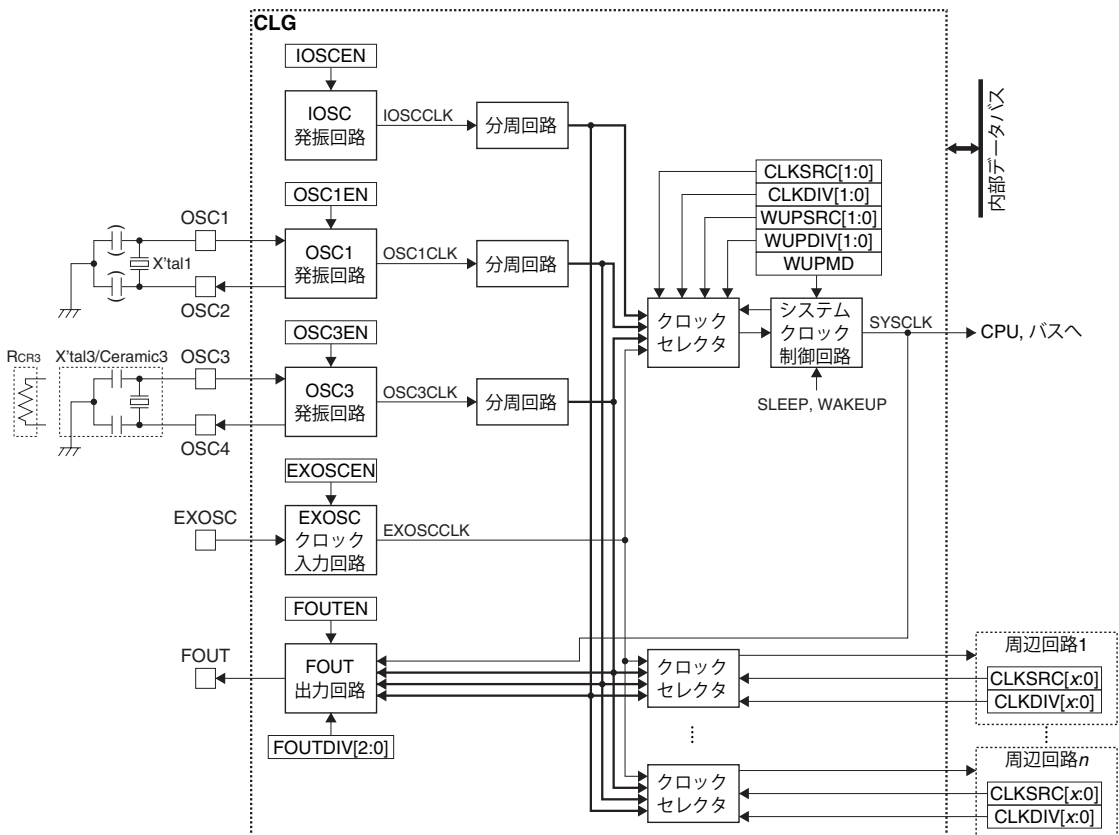 CLG
IOSCEN
IOSC
発振回路
IOSCCLK
分周回路
内部データバス
CLKSRC[1:0]
CLKDIV[1:0]
WUPSRC[1:0]
WUPDIV[1:0]
WUPMD
OSC1EN
OSC1
OSC1
発振回路
OSC1CLK
分周回路
X'tal1
OSC2
クロック
セレクタ
システム
クロック
制御回路
SYSCLK
CPU, バスへ
SLEEP, WAKEUP
OSC3EN
RCR3
X'tal3/Ceramic3
OSC3
OSC3
発振回路
OSC3CLK
分周回路
OSC4
EXOSCEN
EXOSC
EXOSC
クロック
入力回路
EXOSCCLK
FOUTEN
FOUT
FOUT
出力回路
FOUTDIV[2:0]
クロック
セレクタ
周辺回路1
CLKSRC[x:0]
CLKDIV[x:0]
クロック
セレクタ
周辺回路n
CLKSRC[x:0]
CLKDIV[x:0]